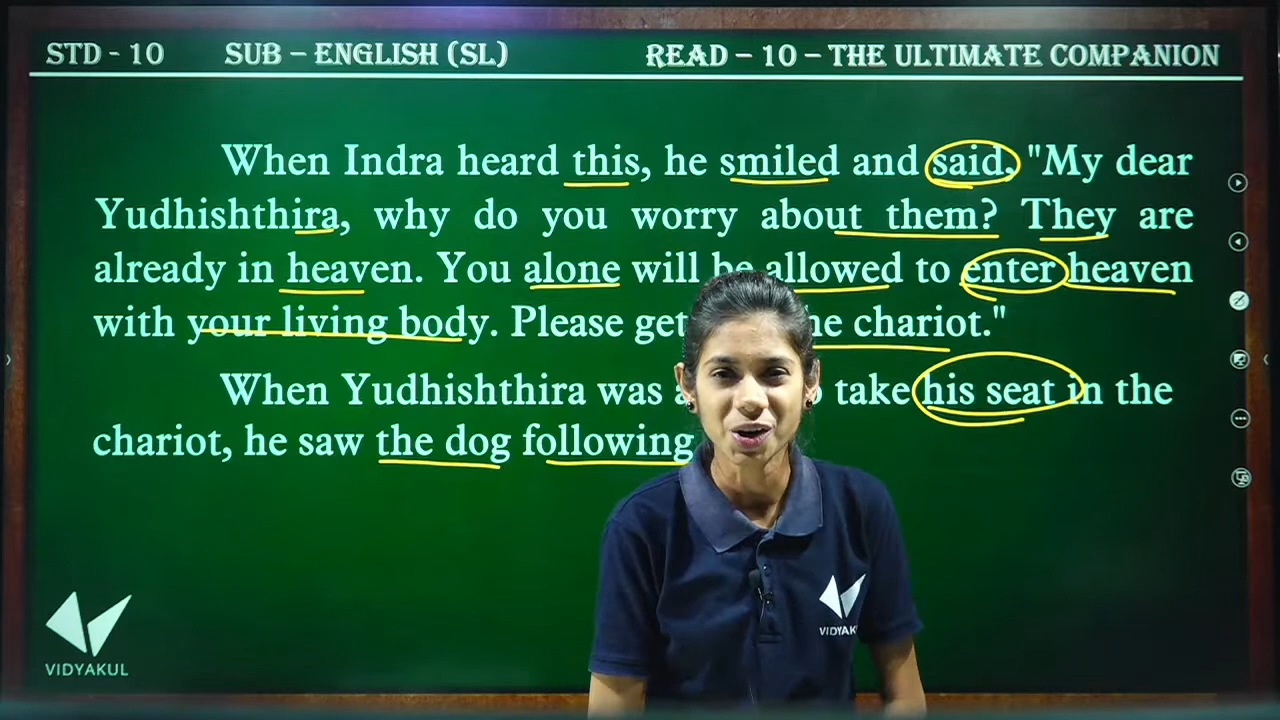 STD - 10 SUB – ENGLISH (SL) READ – 10 – THE ULTIMATE COMPANION
When Indra heard this, he smiled and said, "My dear
Yudhishthira, why do you worry about them? They are
already in heaven. You alone will be allowed to enter heaven
with your living body. Please get he chariot."
When Yudhishthira was take his seat in the
chariot, he saw the dog following
VIDYAKUL
VIDYAKUL